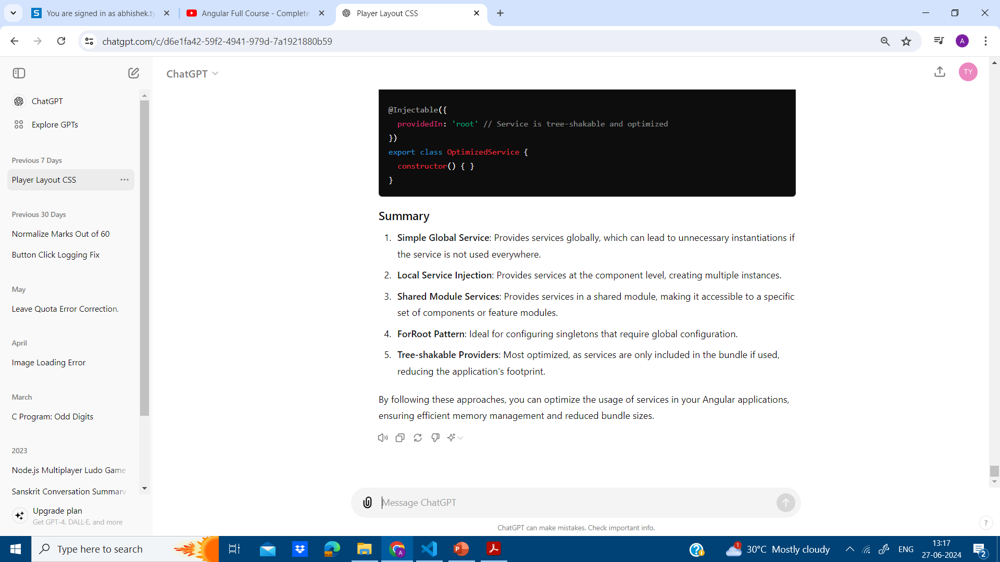 You are signed in as abhishek.ty
Angular Full Course - Complete
Player Layout CSS
chatgpt.com/c/d6e1fa42-59f2-4941-979d-7a1921880b59
A
ChatGPT
TY
ChatGPT
Explore GPTs
Previous 7 Days
Player Layout CSS
Previous 30 Days
Normalize Marks Out of 60
Button Click Logging Fix
May
Leave Quota Error Correction.
April
Image Loading Error
March
C Program: Odd Digits
2023
Node.js Multiplayer Ludo Game
Sanskrit Conversation Summary
Upgrade plan
Get GPT-4, DALL·E, and more
@Injectable({
providedIn: 'root' // Service is tree-shakable and optimized
})
export class OptimizedService {
constructor() { }
}
Summary
1. Simple Global Service: Provides services globally, which can lead to unnecessary instantiations if
the service is not used everywhere.
2. Local Service Injection: Provides services at the component level, creating multiple instances.
3. Shared Module Services: Provides services in a shared module, making it accessible to a specific
set of components or feature modules.
4. ForRoot Pattern: Ideal for configuring singletons that require global configuration.
5. Tree-shakable Providers: Most optimized, as services are only included in the bundle if used,
reducing the application's footprint.
By following these approaches, you can optimize the usage of services in your Angular applications,
ensuring efficient memory management and reduced bundle sizes.
Message ChatGPT
ChatGPT can make mistakes. Check important info.
?
Type here to search
1
30°C Mostly cloudy
ENG
13:17
27-06-2024
2